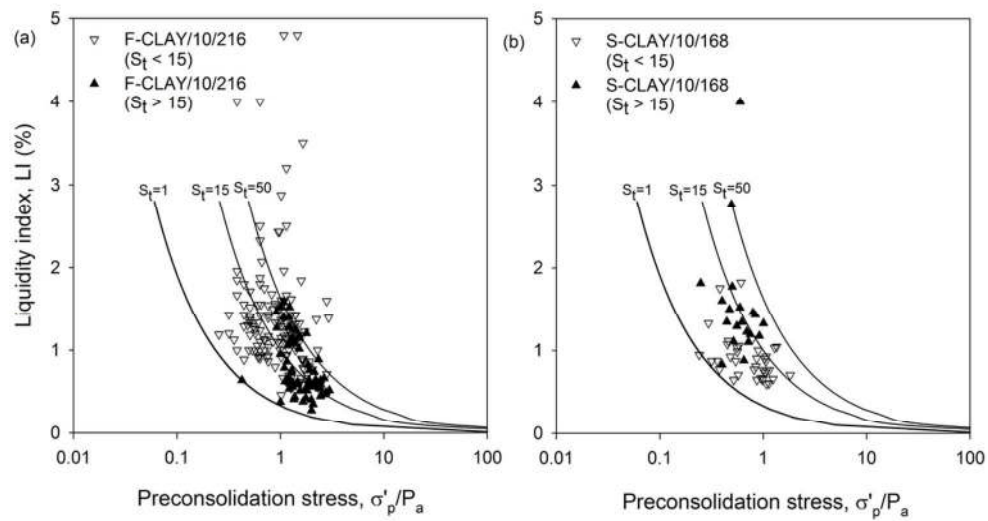 (a)
F-CLAY/10/216
(St < 15)
F-CLAY/10/216
(St > 15)
St=1
St=15
St=50
Liquidity index, LI (%)
5
4
3
2
1
0
0.01 0.1 1 10 100
Preconsolidation stress, σ'p/Pa
(b)
S-CLAY/10/168
(St < 15)
S-CLAY/10/168
(St > 15)
St=1
St=15
St=50
5
4
3
2
1
0
0.01 0.1 1 10 100
Preconsolidation stress, σ'p/Pa